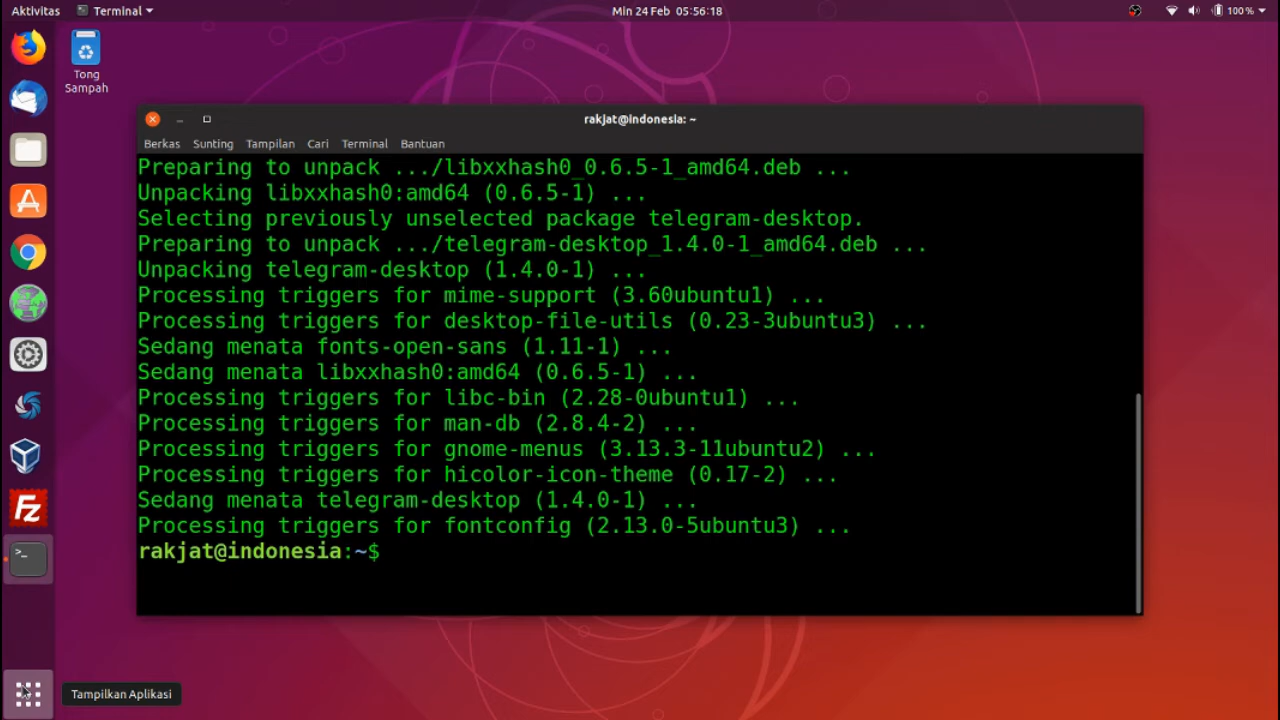 Aktivitas Terminal Min 24 Feb 05:56:18 100 %
Tong
Sampah
rakjat@indonesia: ~
Berkas Sunting Tampilan Cari Terminal Bantuan
Preparing to unpack .../libxxhash0_0.6.5-1_amd64.deb ...
Unpacking libxxhash0:amd64 (0.6.5-1) ...
Selecting previously unselected package telegram-desktop.
Preparing to unpack .../telegram-desktop_1.4.0-1_amd64.deb ...
Unpacking telegram-desktop (1.4.0-1) ...
Processing triggers for mime-support (3.60ubuntu1) ...
Processing triggers for desktop-file-utils (0.23-3ubuntu3) ...
Sedang menata fonts-open-sans (1.11-1) ...
Sedang menata libxxhash0:amd64 (0.6.5-1) ...
Processing triggers for libc-bin (2.28-0ubuntu1) ...
Processing triggers for man-db (2.8.4-2) ...
Processing triggers for gnome-menus (3.13.3-11ubuntu2) ...
Processing triggers for hicolor-icon-theme (0.17-2) ...
Sedang menata telegram-desktop (1.4.0-1) ...
Processing triggers for fontconfig (2.13.0-5ubuntu3) ...
rakjat@indonesia:~$
Tampilkan Aplikasi